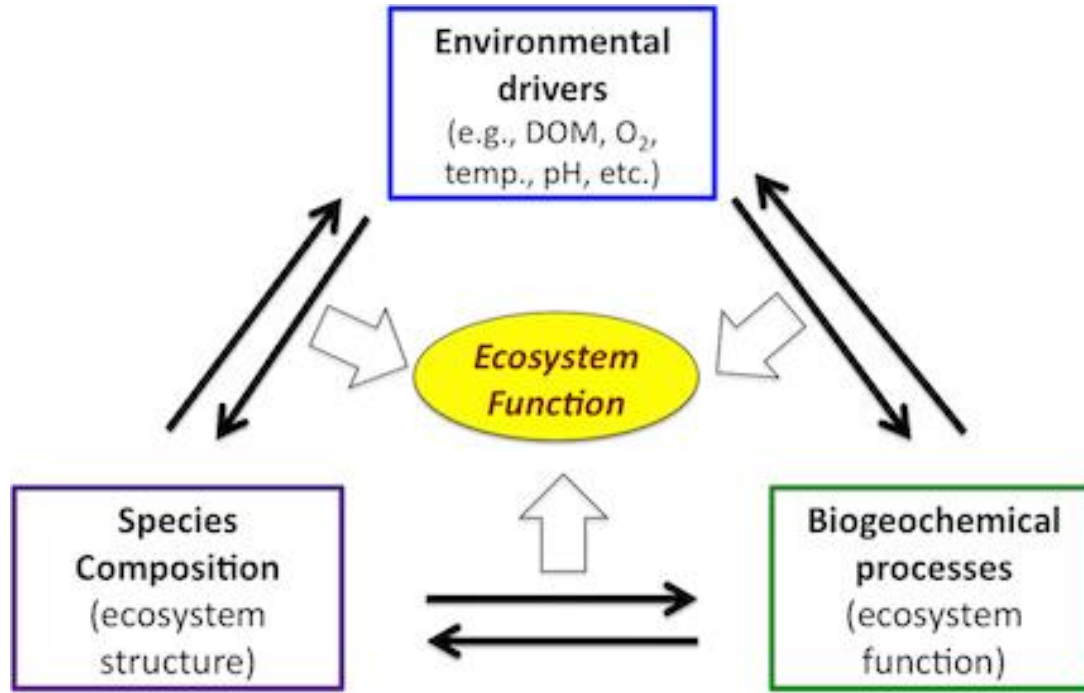 Environmental
drivers
(e.g., DOM, O₂,
temp., pH, etc.)
Ecosystem
Function
Species
Composition
(ecosystem
structure)
Biogeochemical
processes
(ecosystem
function)